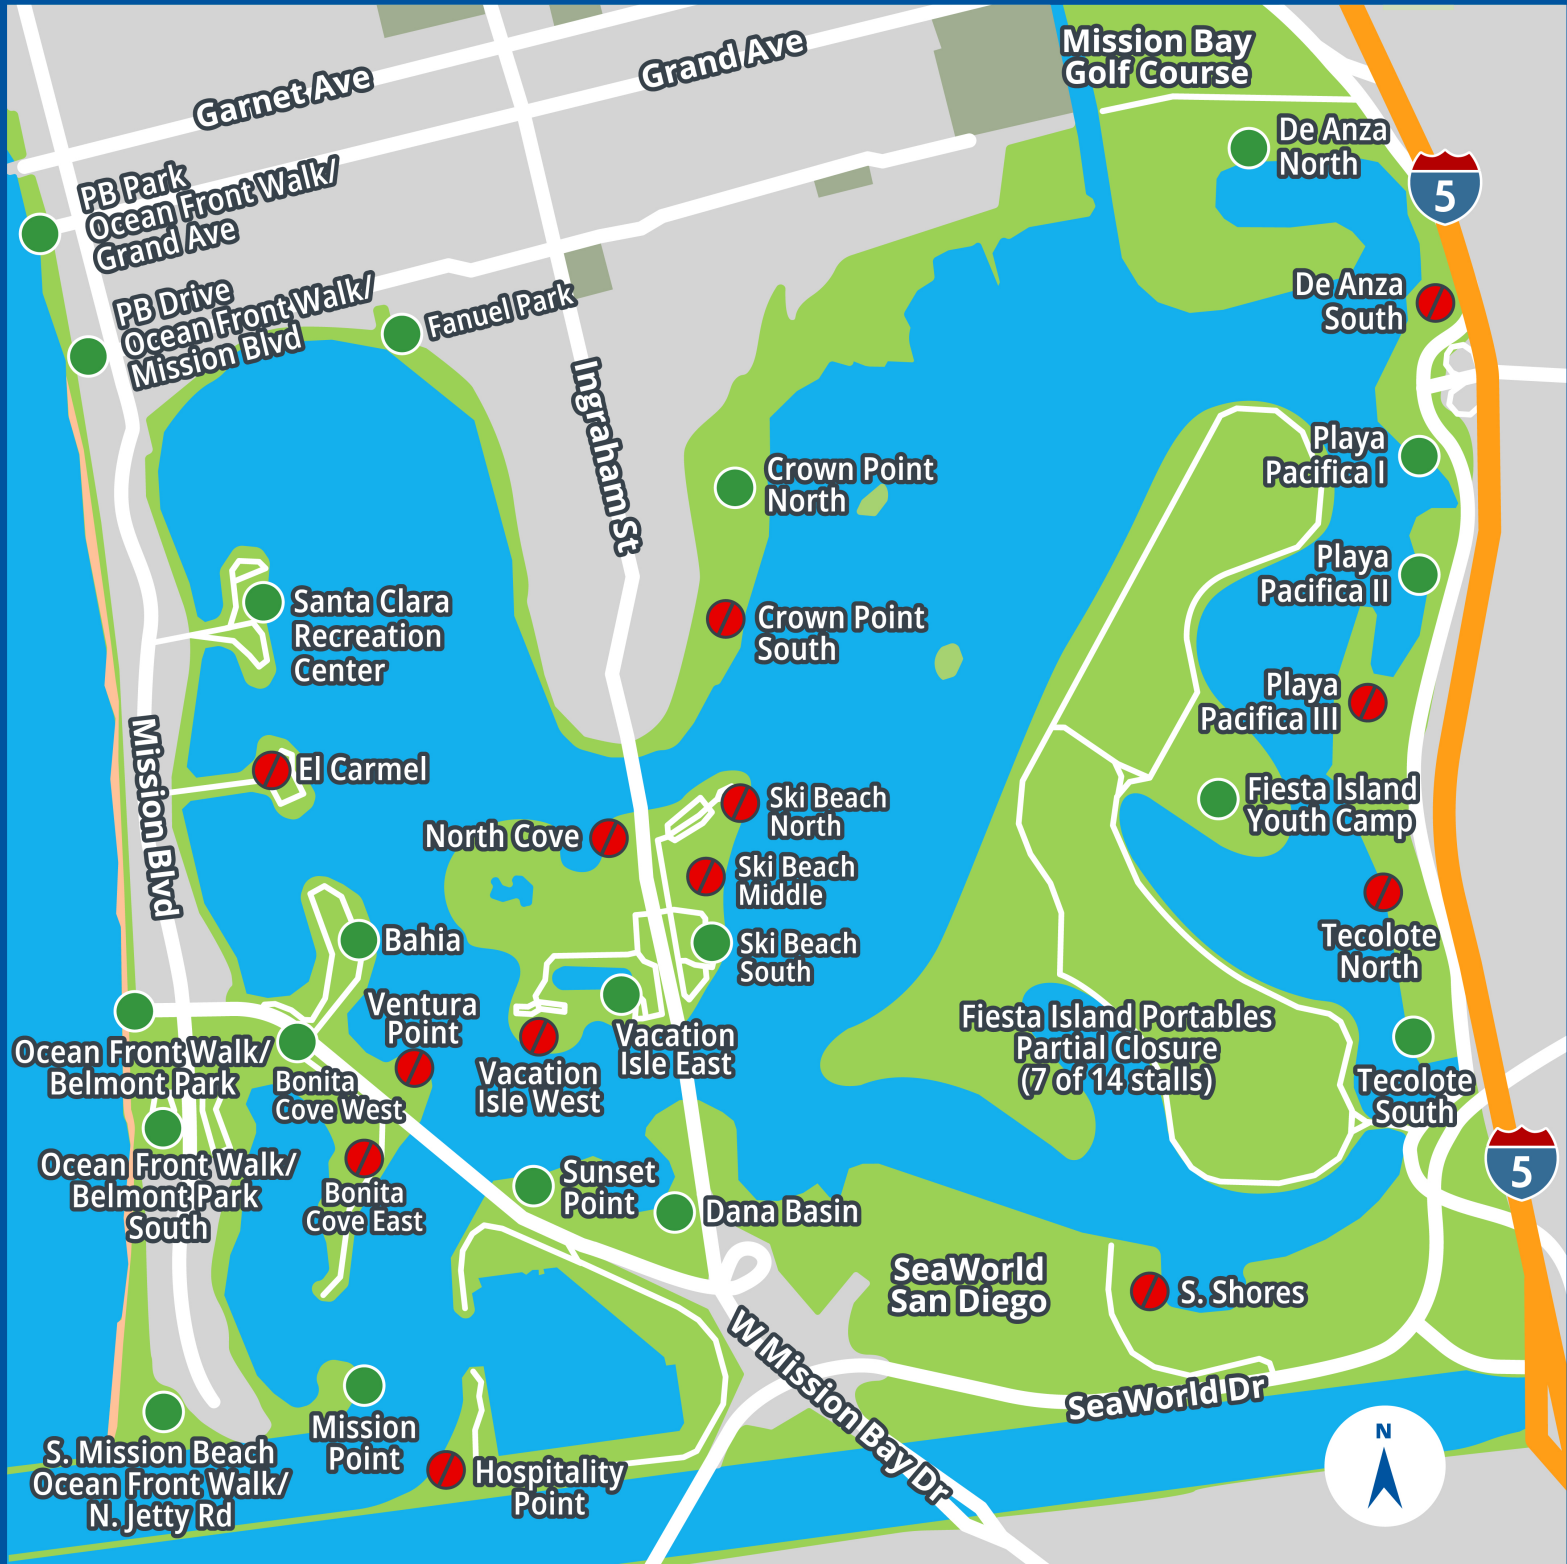 Mission Bay
Golf Course
Grand Ave
Garnet Ave
De Anza
North
PB Park
Ocean Front Walk/
Grand Ave
5
PB Drive
Ocean Front Walk/
Mission Blvd
Fanuel Park
De Anza
South
Ingraham St
Playa
Pacifica I
Crown Point
North
Playa
Pacifica II
Santa Clara
Recreation
Center
Crown Point
South
Playa
Pacifica III
Mission Blvd
El Carmel
Ski Beach
North
Fiesta Island
Youth Camp
North Cove
Ski Beach
Middle
Bahia
Ski Beach
South
Tecolote
North
Ventura
Point
Fiesta Island Portables
Partial Closure
(7 of 14 stalls)
Ocean Front Walk/
Belmont Park
Vacation
Isle East
Vacation
Isle West
Bonita
Cove West
Tecolote
South
Ocean Front Walk/
Belmont Park
South
Bonita
Cove East
Sunset
Point
Dana Basin
5
SeaWorld
San Diego
S. Shores
W Mission Bay Dr
SeaWorld Dr
Mission
Point
N
S. Mission Beach
Ocean Front Walk/
N. Jetty Rd
Hospitality
Point